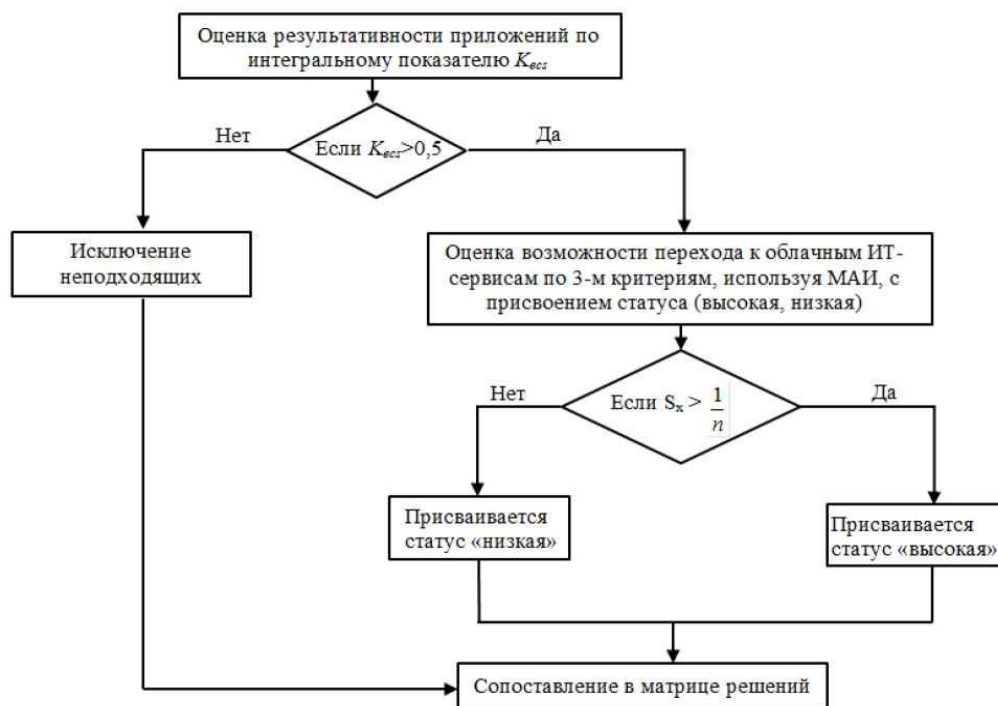 Оценка результативности приложений по
интегральному показателю Kвсг
Нет
Если Kвсг>0,5
Да
Исключение
неподходящих
Оценка возможности перехода к облачным ИТ-
сервисам по 3-м критериям, используя МАИ, с
присвоением статуса (высокая, низкая)
Нет
Если Sx > 1/n
Да
Присваивается
статус «низкая»
Присваивается
статус «высокая»
Сопоставление в матрице решений